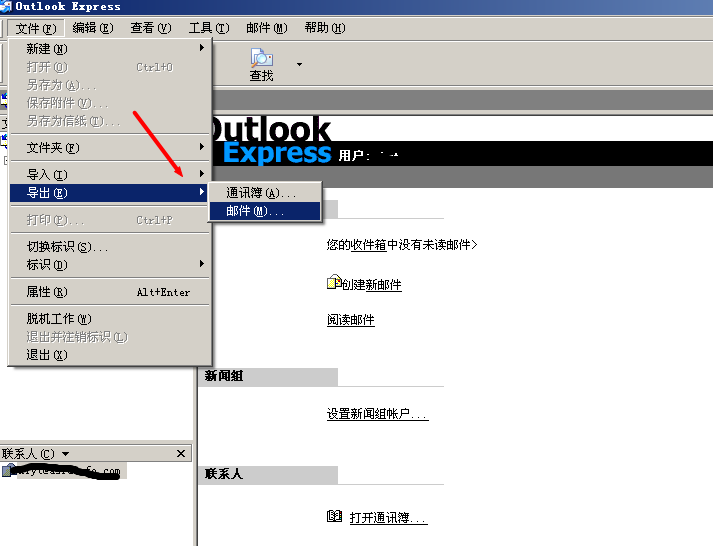 Outlook Express
文件(F) 编辑(E) 查看(V) 工具(T) 邮件(M) 帮助(H)
新建(N)
打开(O) Ctrl+O
另存为(A)...
保存附件(V)...
另存为信纸(T)...
文件夹(F)
导入(I)
导出(E)
打印(P)... Ctrl+P
切换标识(S)...
标识(D)
属性(R) Alt+Enter
脱机工作(W)
退出并注销标识(L)
退出(X)
通讯簿(A)...
邮件(M)...
查找
Outlook
Express 用户:
您的收件箱中没有未读邮件>
创建新邮件
阅读邮件
新闻组
设置新闻组帐户...
联系人
打开通讯簿...
联系人(C)